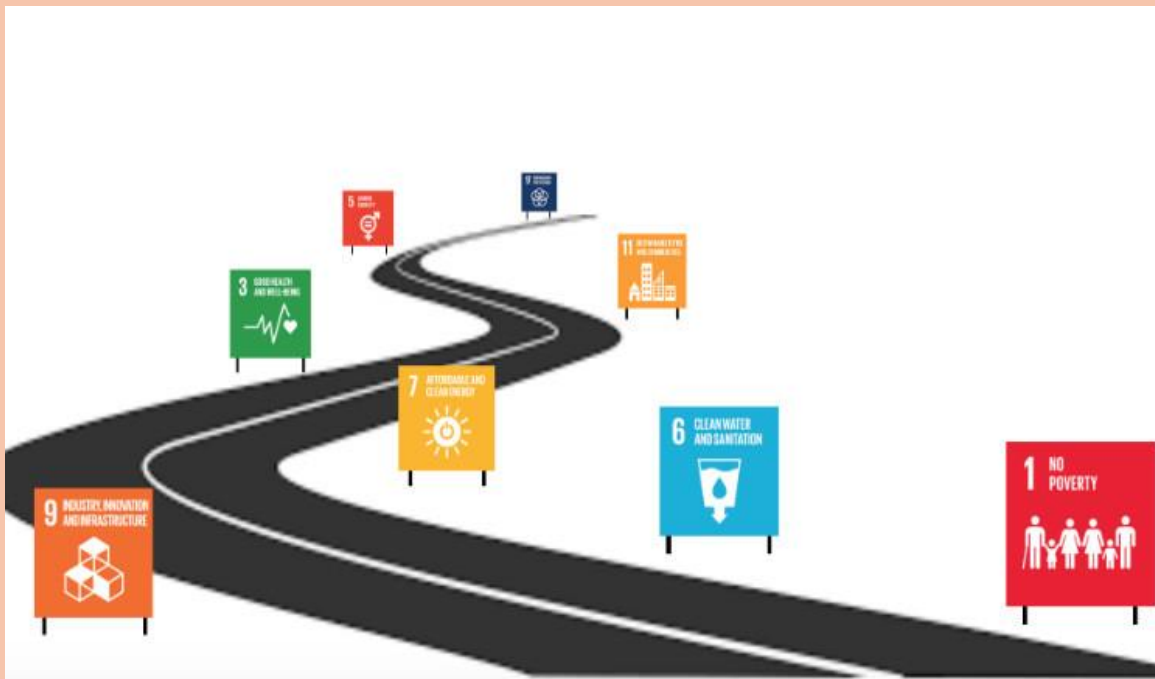 17
5
11
3 GOOD HEALTH
AND WELL-BEING
7 AFFORDABLE AND
CLEAN ENERGY
6 CLEAN WATER
AND SANITATION
1 NO
POVERTY
9 INDUSTRY, INNOVATION
AND INFRASTRUCTURE